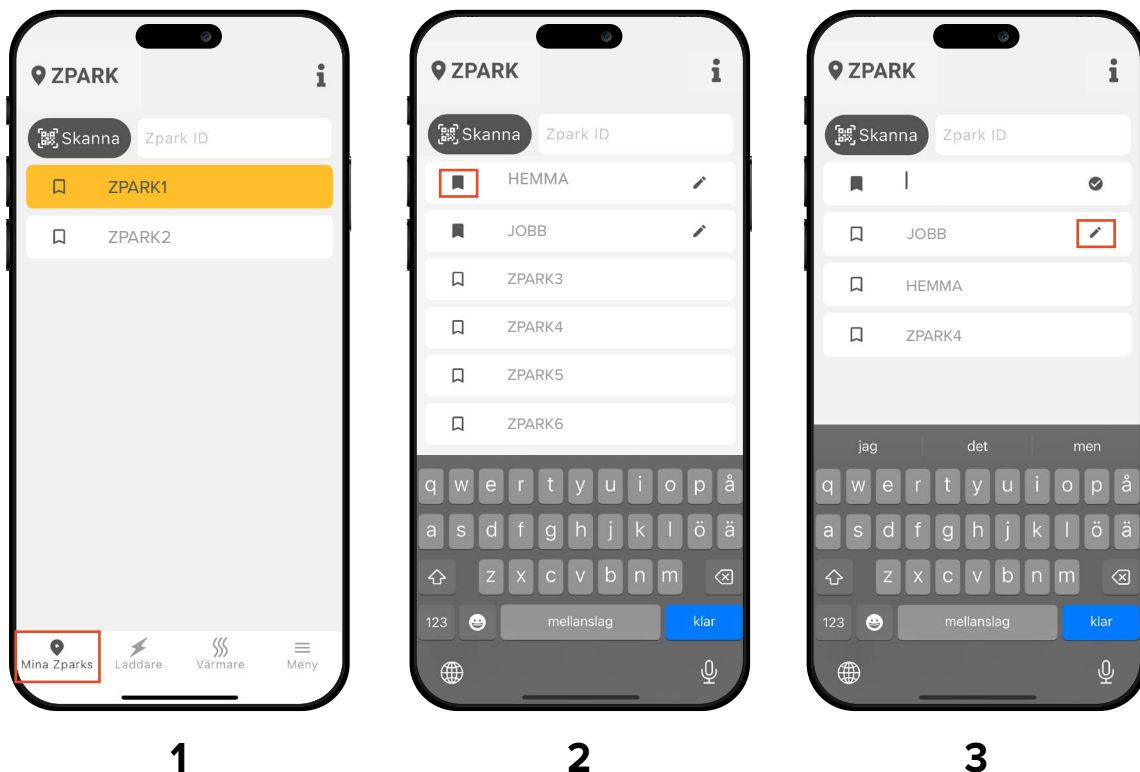 ZPARK
Skanna
Zpark ID
ZPARK1
ZPARK2
Mina Zparks
Laddare
Värmare
Meny
1
ZPARK
Skanna
Zpark ID
HEMMA
JOBB
ZPARK3
ZPARK4
ZPARK5
ZPARK6
q w e r t y u i o p å
a s d f g h j k l ö ä
z x c v b n m
123 mellanslag klar
2
ZPARK
Skanna
Zpark ID
JOBB
HEMMA
ZPARK4
jag det men
q w e r t y u i o p å
a s d f g h j k l ö ä
z x c v b n m
123 mellanslag klar
3